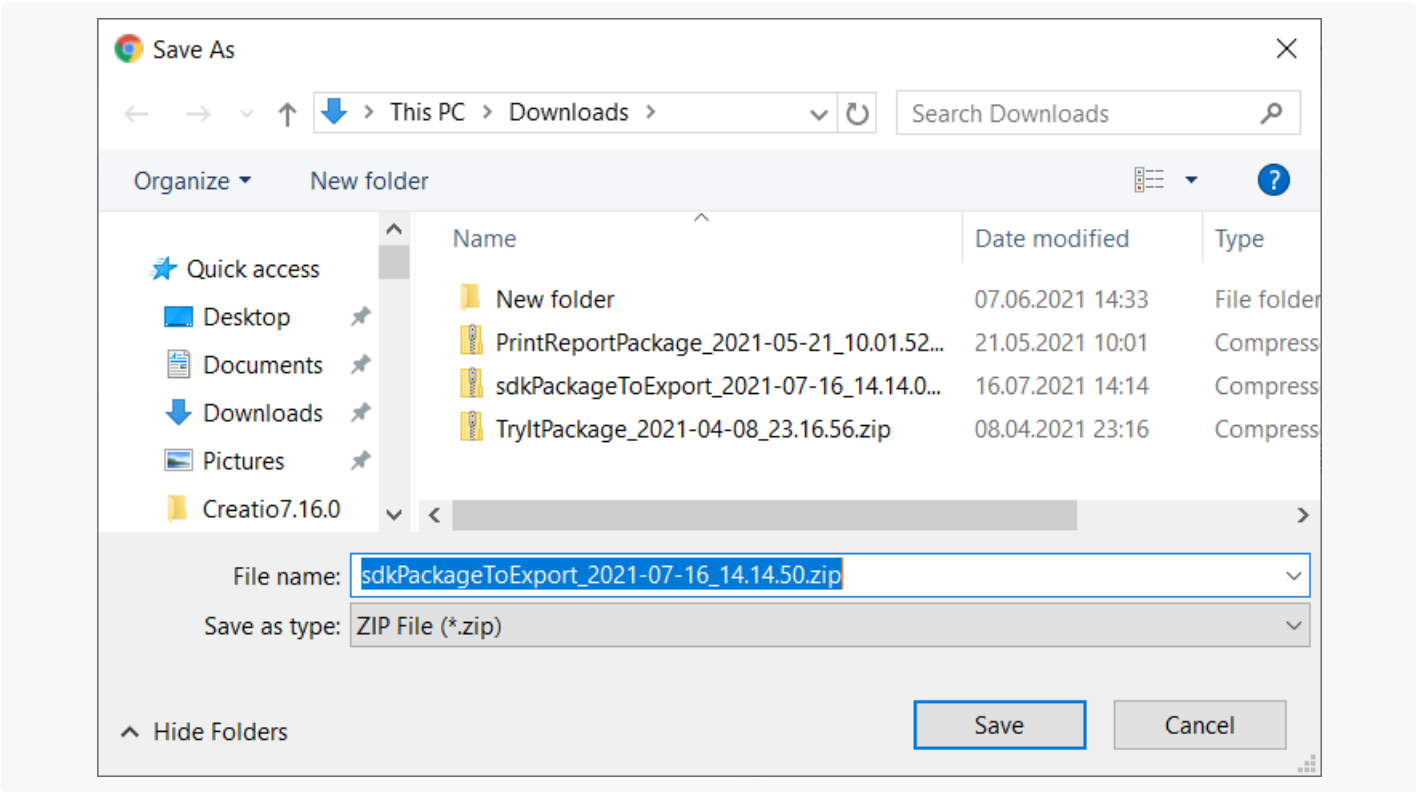 Save As
This PC > Downloads >
Search Downloads
Organize
New folder
?
Name
Date modified
Type
Quick access
Desktop
Documents
Downloads
Pictures
Creatio7.16.0
New folder 07.06.2021 14:33 File folder
PrintReportPackage_2021-05-21_10.01.52... 21.05.2021 10:01 Compress
sdkPackageToExport_2021-07-16_14.14.0... 16.07.2021 14:14 Compress
TryItPackage_2021-04-08_23.16.56.zip 08.04.2021 23:16 Compress
File name: sdkPackageToExport_2021-07-16_14.14.50.zip
Save as type: ZIP File (*.zip)
Hide Folders
Save
Cancel